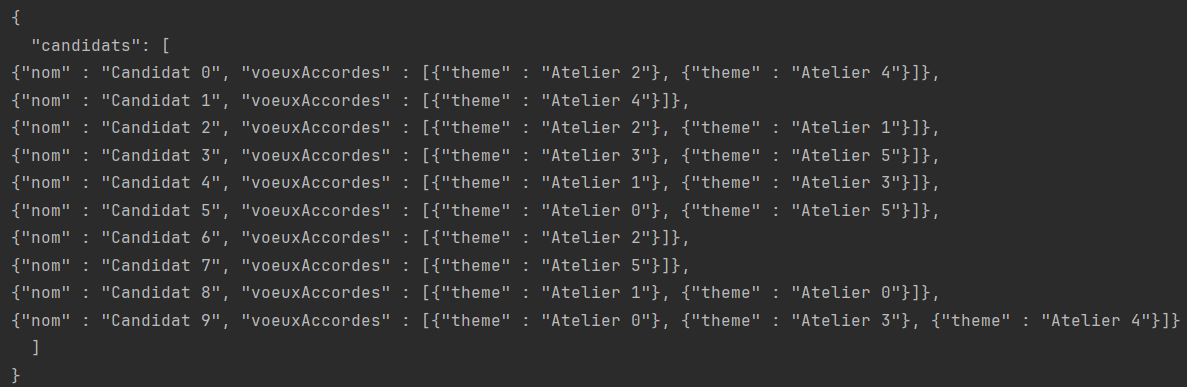 {
  "candidats": [
{"nom" : "Candidat 0", "voeuxAccordes" : [{"theme" : "Atelier 2"}, {"theme" : "Atelier 4"}]},
{"nom" : "Candidat 1", "voeuxAccordes" : [{"theme" : "Atelier 4"}]},
{"nom" : "Candidat 2", "voeuxAccordes" : [{"theme" : "Atelier 2"}, {"theme" : "Atelier 1"}]},
{"nom" : "Candidat 3", "voeuxAccordes" : [{"theme" : "Atelier 3"}, {"theme" : "Atelier 5"}]},
{"nom" : "Candidat 4", "voeuxAccordes" : [{"theme" : "Atelier 1"}, {"theme" : "Atelier 3"}]},
{"nom" : "Candidat 5", "voeuxAccordes" : [{"theme" : "Atelier 0"}, {"theme" : "Atelier 5"}]},
{"nom" : "Candidat 6", "voeuxAccordes" : [{"theme" : "Atelier 2"}]},
{"nom" : "Candidat 7", "voeuxAccordes" : [{"theme" : "Atelier 5"}]},
{"nom" : "Candidat 8", "voeuxAccordes" : [{"theme" : "Atelier 1"}, {"theme" : "Atelier 0"}]},
{"nom" : "Candidat 9", "voeuxAccordes" : [{"theme" : "Atelier 0"}, {"theme" : "Atelier 3"}, {"theme" : "Atelier 4"}]}
  ]
}